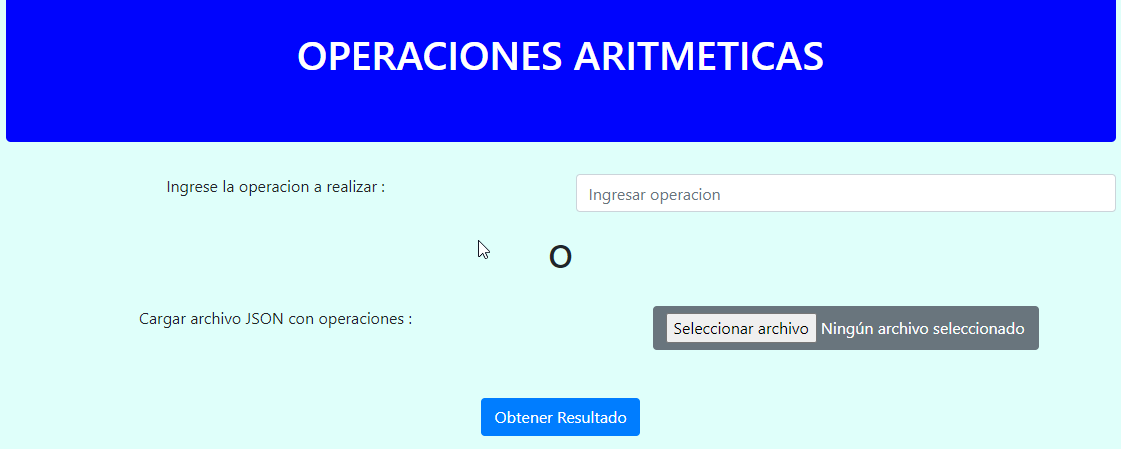 OPERACIONES ARITMETICAS
Ingrese la operacion a realizar :
Ingresar operacion
O
Cargar archivo JSON con operaciones :
Seleccionar archivo Ningún archivo seleccionado
Obtener Resultado